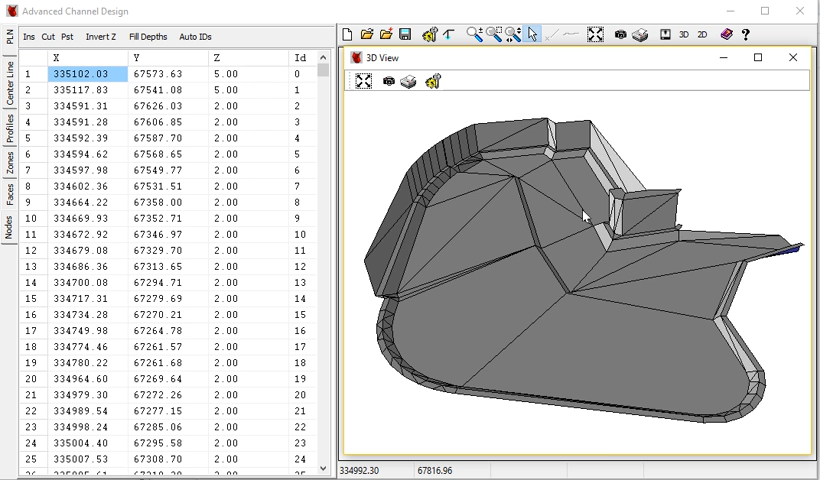 Advanced Channel Design
Ins Cut Pst Invert Z Fill Depths Auto IDs
3D 2D ?
3D View
PLN
Center Line
Profiles
Zones
Faces
Nodes
X Y Z Id
1 335102.03 67573.63 5.00 0
2 335117.83 67541.08 5.00 1
3 334591.31 67626.03 2.00 2
4 334591.28 67606.85 2.00 3
5 334592.39 67587.70 2.00 4
6 334594.62 67568.65 2.00 5
7 334597.98 67549.77 2.00 6
8 334602.36 67531.51 2.00 7
9 334664.22 67358.00 2.00 8
10 334669.93 67352.71 2.00 9
11 334672.92 67346.97 2.00 10
12 334679.08 67329.70 2.00 11
13 334686.36 67313.65 2.00 12
14 334700.08 67294.71 2.00 13
15 334717.31 67279.69 2.00 14
16 334734.28 67270.21 2.00 15
17 334749.98 67264.78 2.00 16
18 334774.46 67261.57 2.00 17
19 334780.22 67261.68 2.00 18
20 334964.60 67269.64 2.00 19
21 334979.30 67272.26 2.00 20
22 334989.54 67277.15 2.00 21
23 334998.24 67285.06 2.00 22
24 335004.40 67295.58 2.00 23
25 335007.53 67308.70 2.00 24
334992.30 67816.96